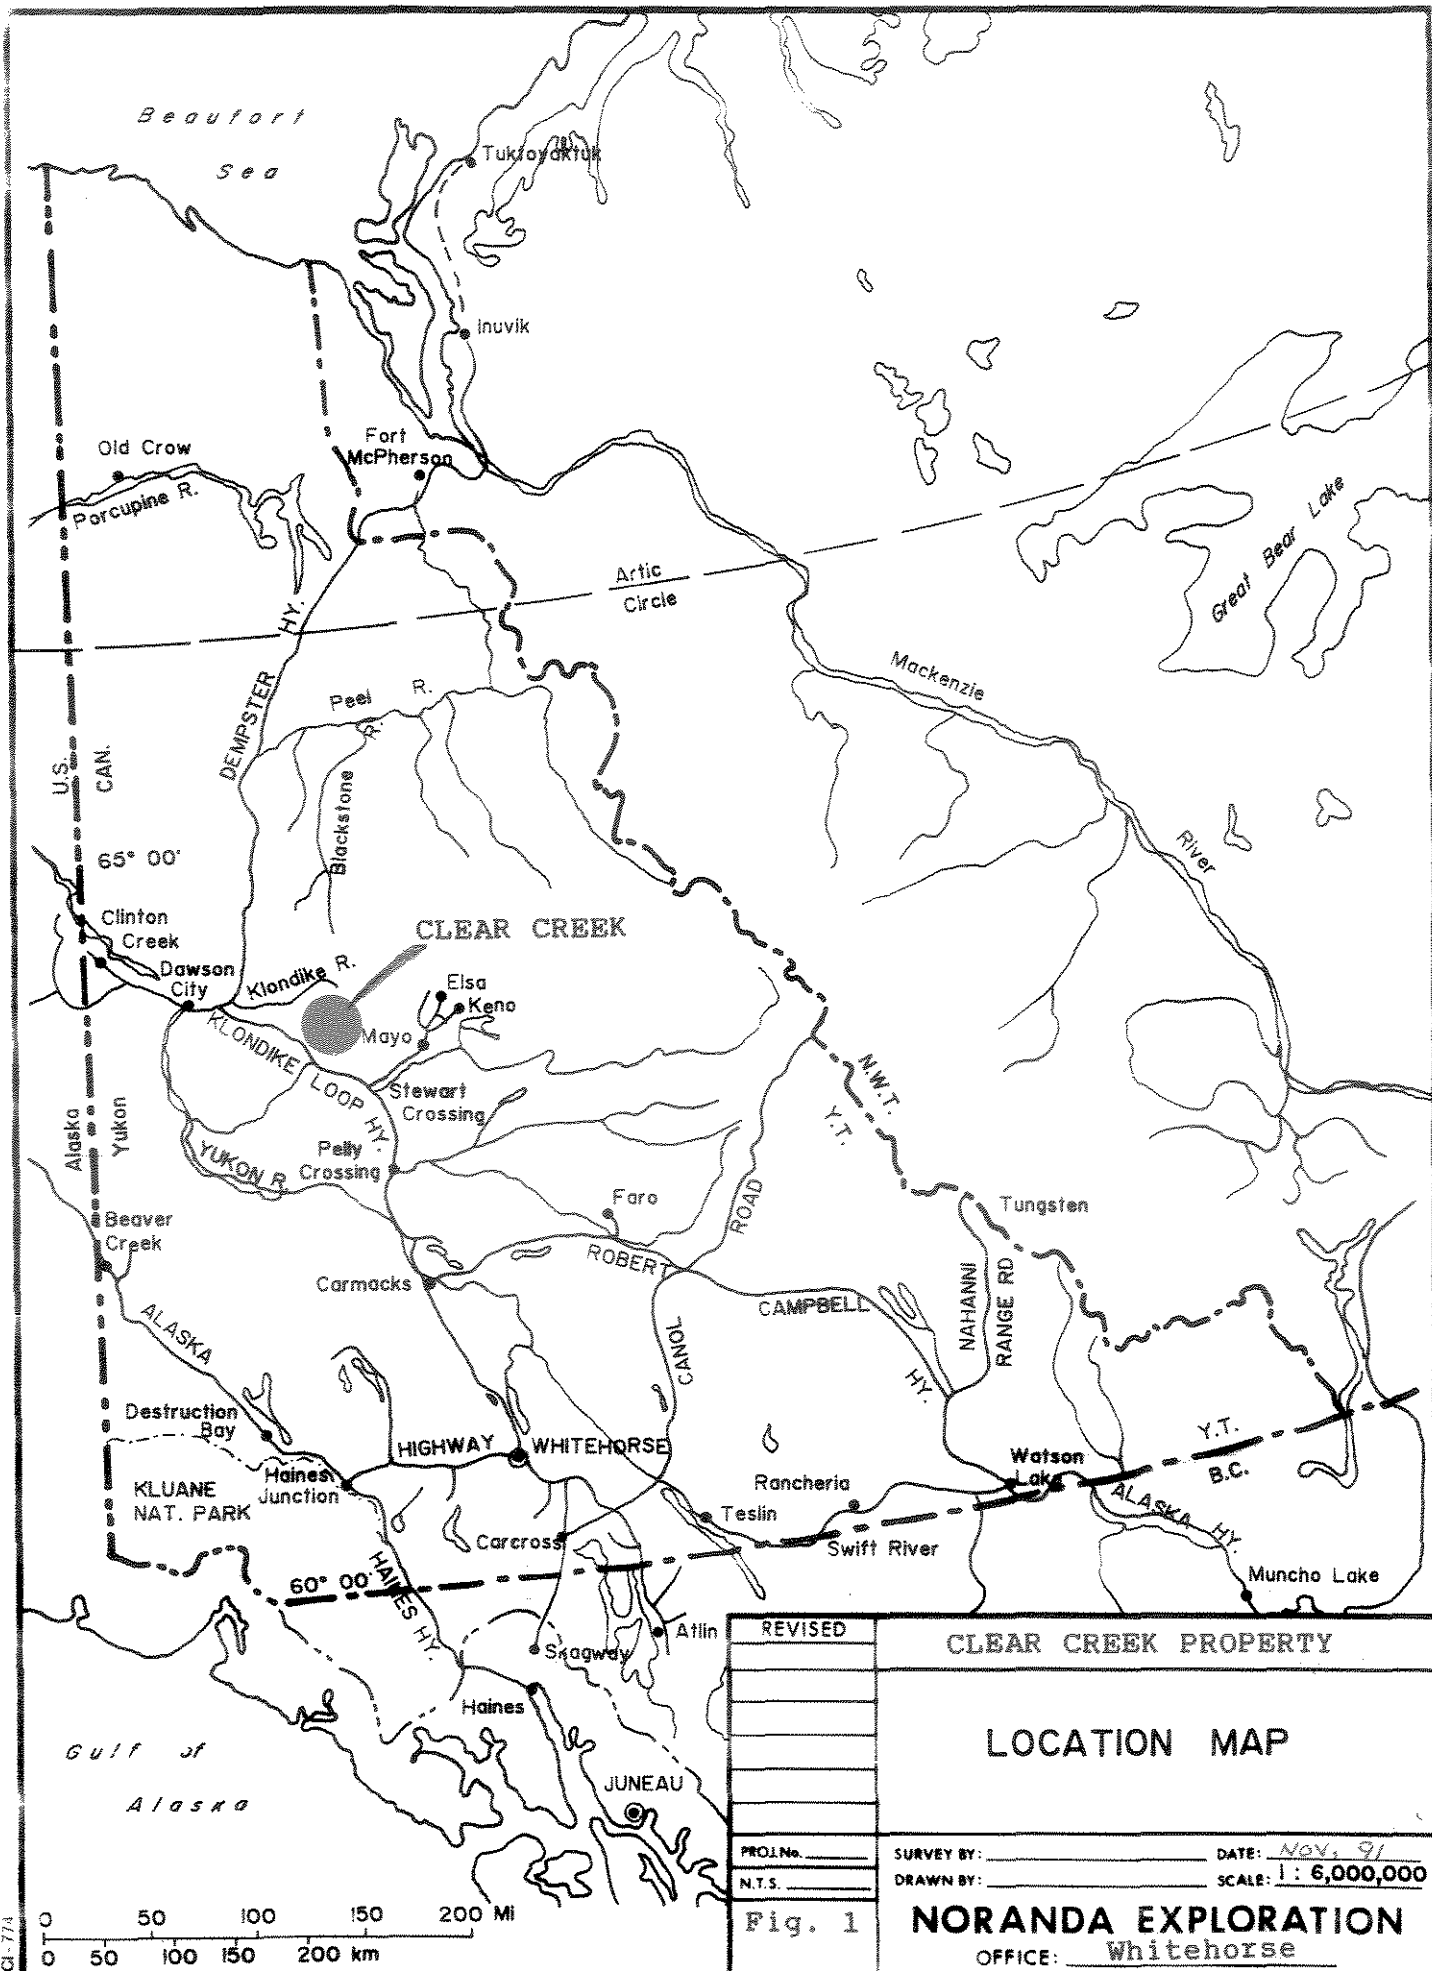 Beaufort
Sea
Tuktoyaktuk
Inuvik
Old Crow
Porcupine R.
Fort
McPherson
Artic
Circle
Great Bear Lake
Mackenzie
River
DEMPSTER HY.
Peel R.
Blackstone R.
U.S.
CAN.
65° 00'
Clinton
Creek
CLEAR CREEK
Dawson
City
Klondike R.
Elsa
Keno
Mayo
KLONDIKE LOOP HY.
Stewart
Crossing
N.W.T.
Y.T.
Alaska
Yukon
YUKON R.
Pelly
Crossing
Faro
Tungsten
Beaver
Creek
Carmacks
ROBERT CAMPBELL HY.
CANOL ROAD
NAHANNI
RANGE RD
ALASKA HIGHWAY
Destruction
Bay
WHITEHORSE
Haines
Junction
KLUANE
NAT. PARK
Rancheria
Watson
Lake
Y.T.
B.C.
Teslin
Carcross
Swift River
ALASKA HY.
Muncho Lake
60° 00'
HAINES HY.
Atlin
Skagway
Haines
Gulf of
Alaska
JUNEAU
REVISED
CLEAR CREEK PROPERTY
LOCATION MAP
PROJ. No.
N.T.S.
SURVEY BY:
DATE: NOV. 91
DRAWN BY:
SCALE: 1 : 6,000,000
Fig. 1
NORANDA EXPLORATION
OFFICE: Whitehorse
0 50 100 150 200 MI
0 50 100 150 200 km